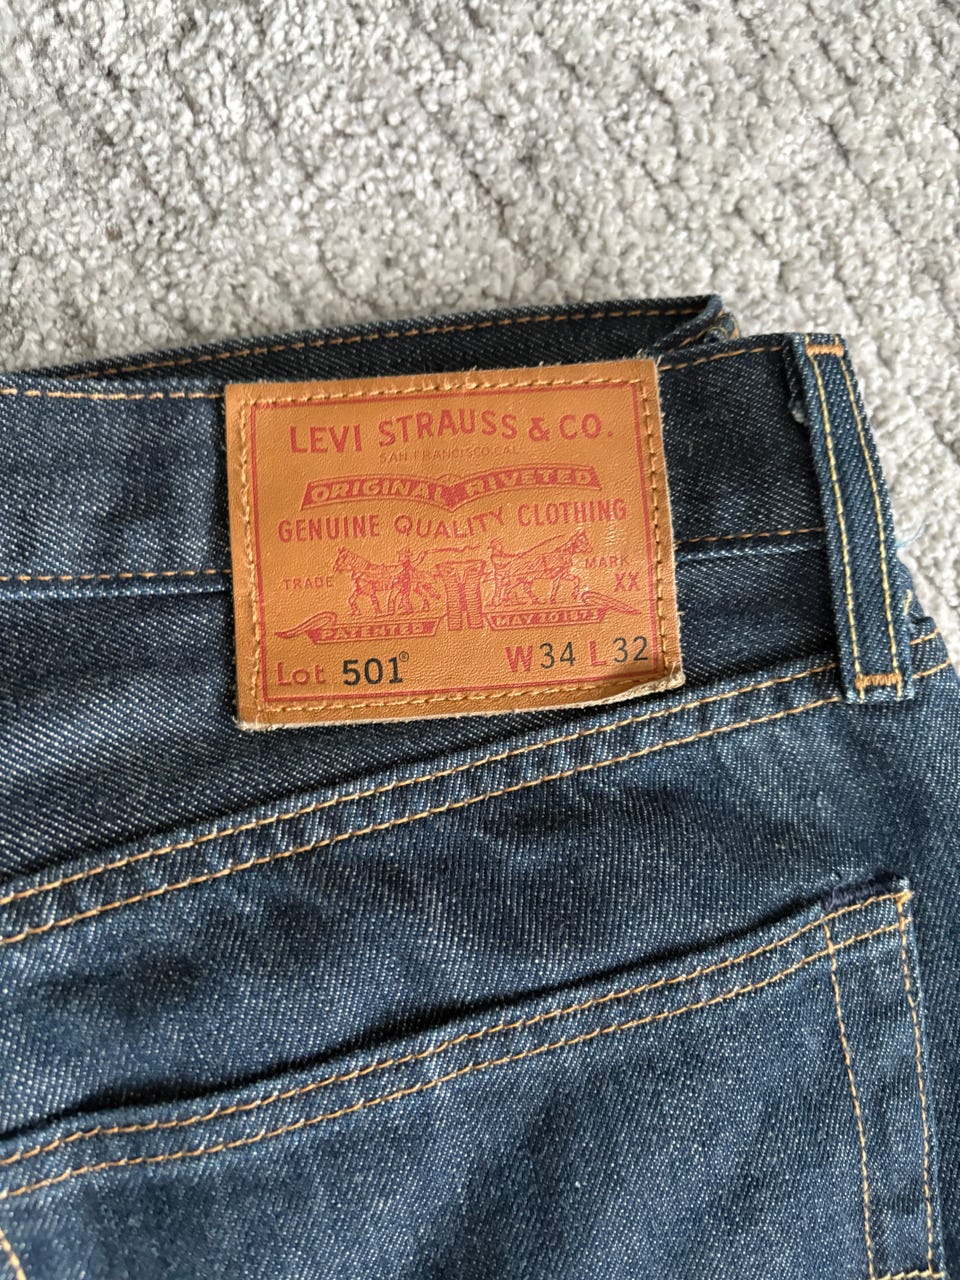 LEVI STRAUSS & CO.
SAN FRANCISCO CAL.
ORIGINAL RIVETED
GENUINE QUALITY CLOTHING
TRADE MARK
XX
PATENTED MAY 20 1873
Lot 501® W34 L32